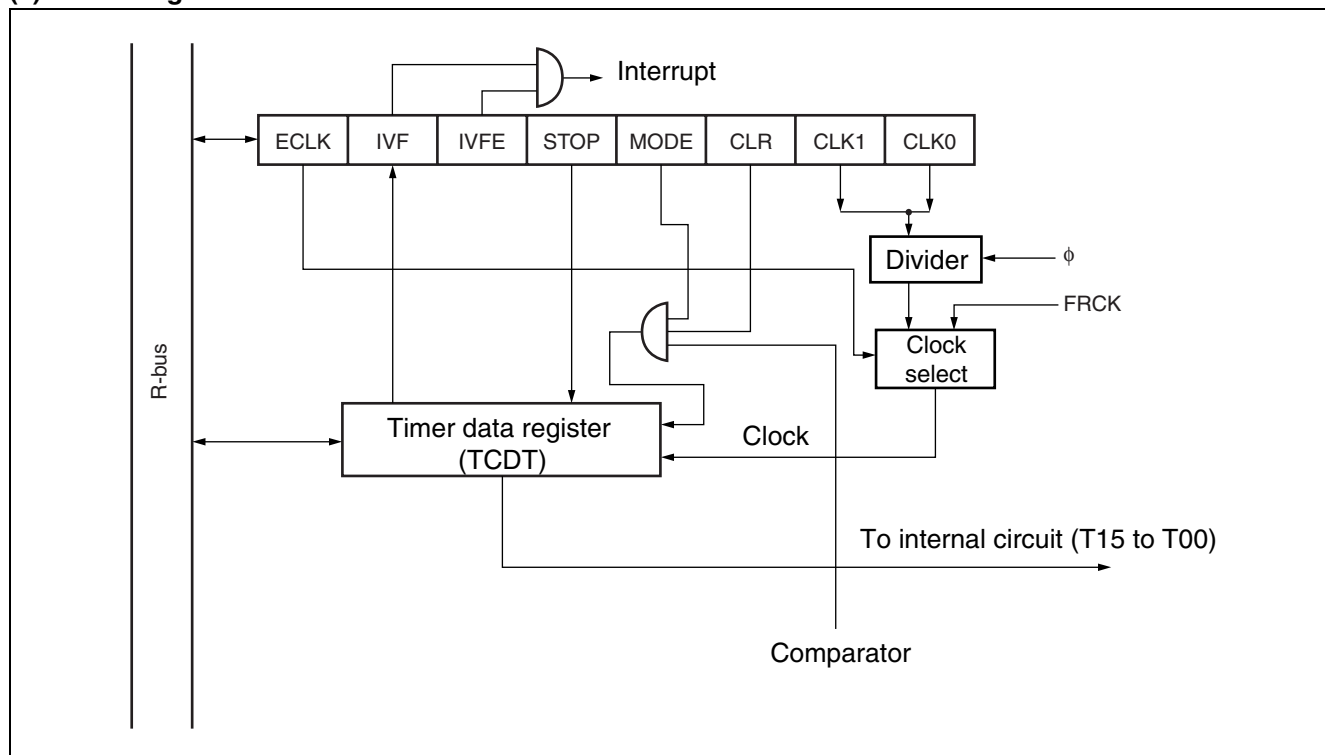 Interrupt
ECLK IVF IVFE STOP MODE CLR CLK1 CLK0
Divider
ϕ
FRCK
Clock
select
R-bus
Timer data register
(TCDT)
Clock
To internal circuit (T15 to T00)
Comparator